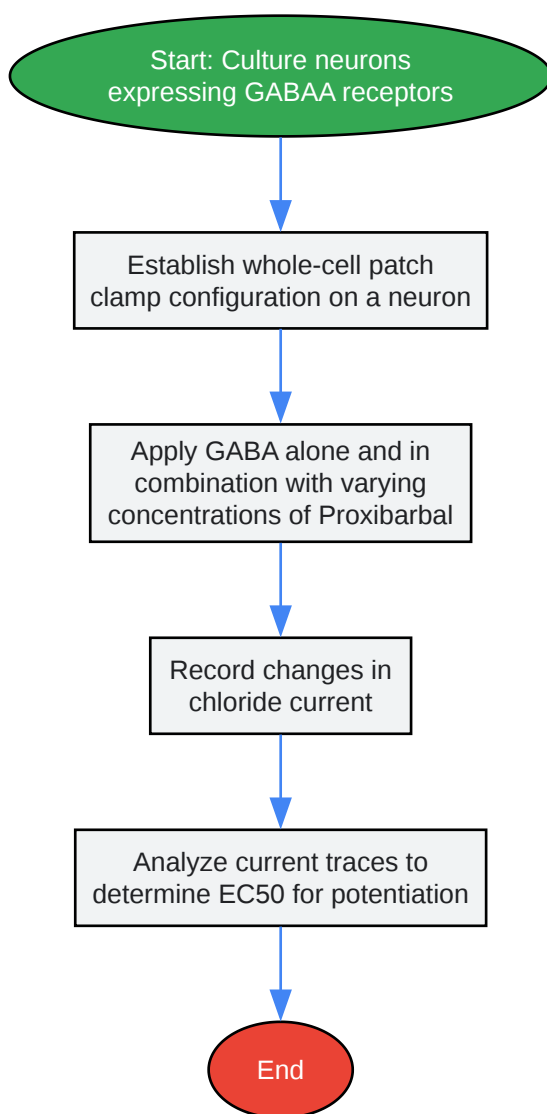 Start: Culture neurons
expressing GABAA receptors
Establish whole-cell patch
clamp configuration on a neuron
Apply GABA alone and in
combination with varying
concentrations of Proxibarbal
Record changes in
chloride current
Analyze current traces to
determine EC50 for potentiation
End